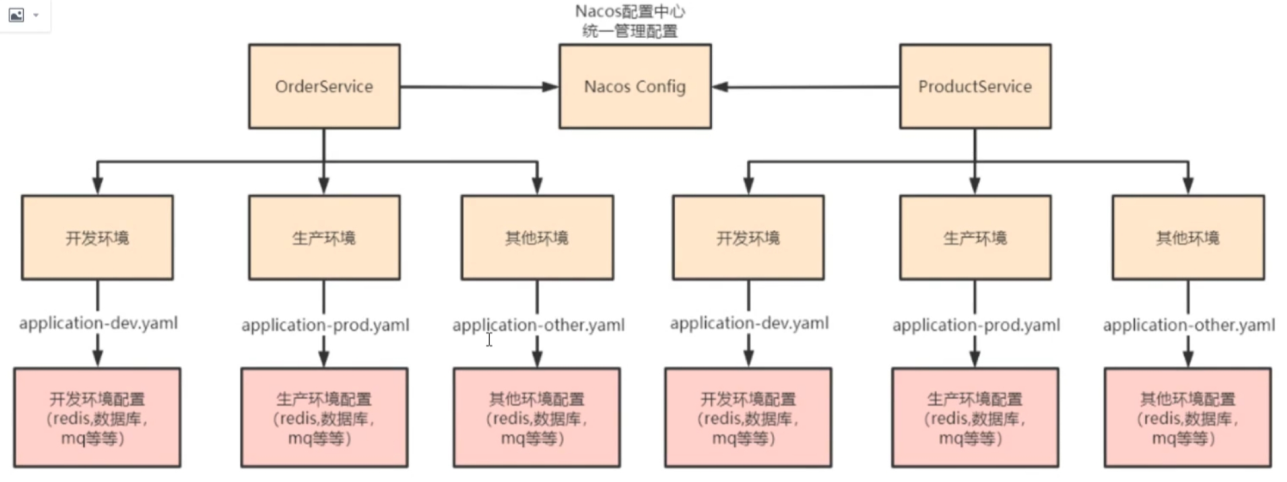 Nacos配置中心
统一管理配置
OrderService
Nacos Config
ProductService
开发环境
生产环境
其他环境
开发环境
生产环境
其他环境
application-dev.yaml
application-prod.yaml
application-other.yaml
application-dev.yaml
application-prod.yaml
application-other.yaml
开发环境配置
（redis,数据库，
mq等等）
生产环境配置
（redis,数据库，
mq等等）
其他环境配置
（redis,数据库，
mq等等）
开发环境配置
（redis,数据库，
mq等等）
生产环境配置
（redis,数据库，
mq等等）
其他环境配置
（redis,数据库，
mq等等）